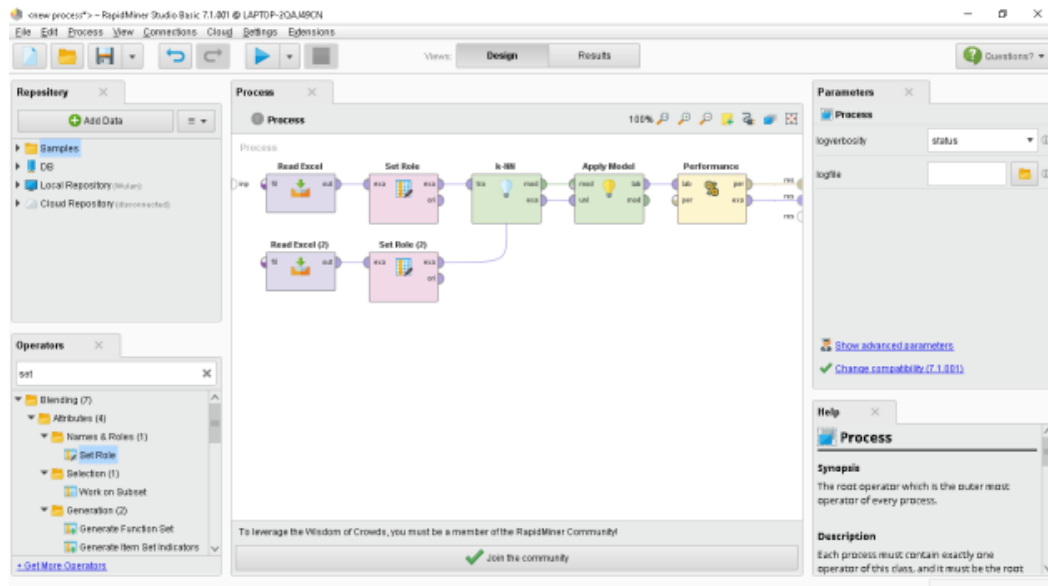 <new process*> – RapidMiner Studio Basic 7.1.001 @ LAPTOP-2QAJ49CN
File Edit Process View Connections Cloud Settings Extensions
Views: Design Results Questions?
Repository
Add Data
Samples
DB
Local Repository (Wulan)
Cloud Repository (disconnected)
Operators
set
Blending (7)
Attributes (4)
Names & Roles (1)
Set Role
Selection (1)
Work on Subset
Generation (2)
Generate Function Set
Generate Item Set Indicators
+ Get More Operators
Process
Process
100%
Process
Read Excel Set Role k-NN Apply Model Performance
inp fil out exa exa tra mod mod lab lab per res
ori exa unl mod per exa res
res
Read Excel (2) Set Role (2)
fil out exa exa
ori
To leverage the Wisdom of Crowds, you must be a member of the RapidMiner Community!
Join the community
Parameters
Process
logverbosity status
logfile
Show advanced parameters
Change compatibility (7.1.001)
Help
Process
Synopsis
The root operator which is the outer most
operator of every process.
Description
Each process must contain exactly one
operator of this class, and it must be the root